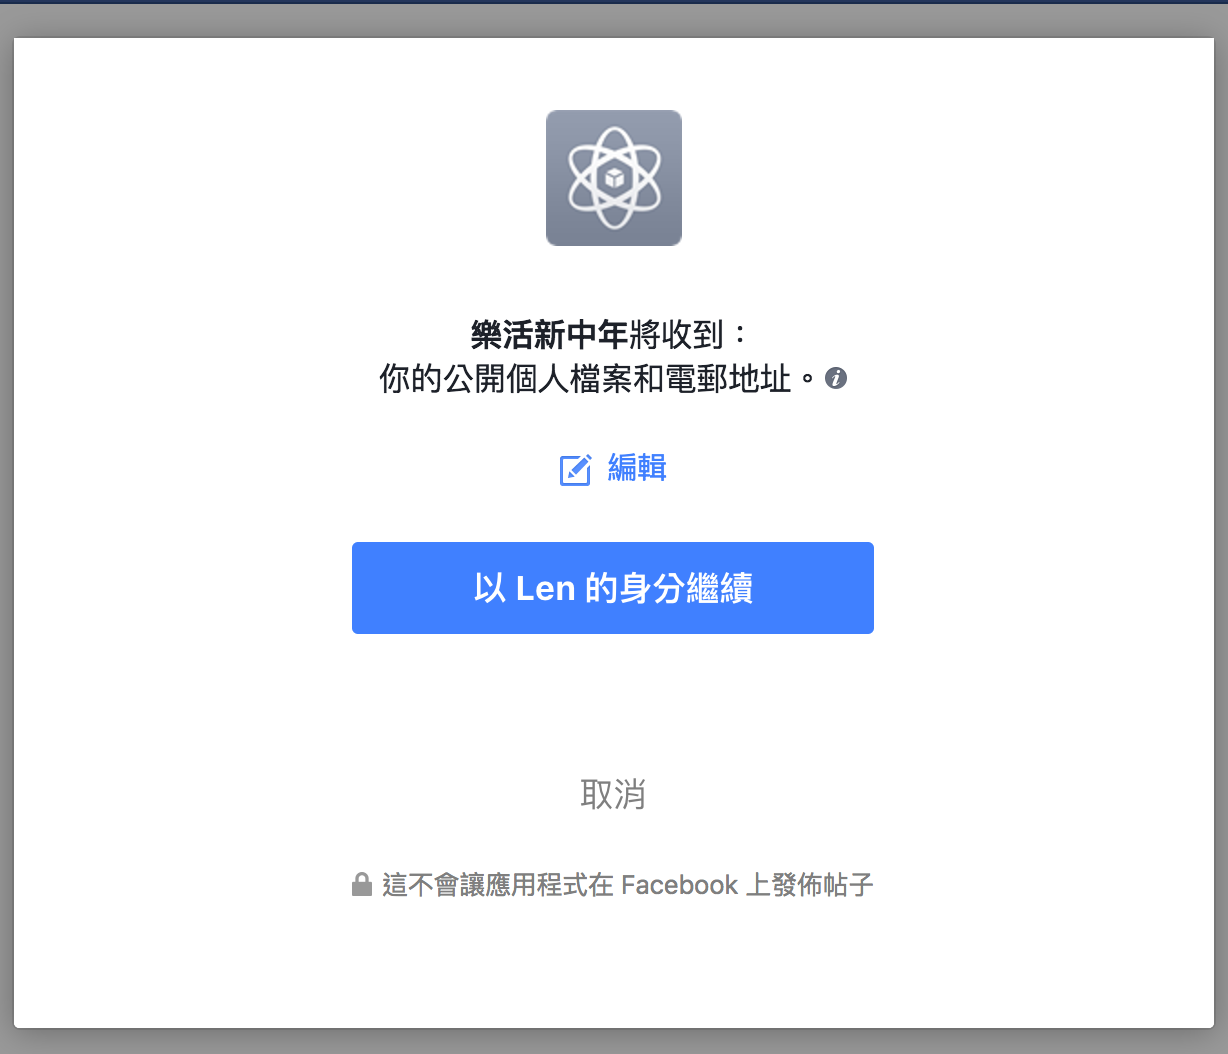 樂活新中年將收到：
你的公開個人檔案和電郵地址。
編輯
以 Len 的身分繼續
取消
這不會讓應用程式在 Facebook 上發佈帖子